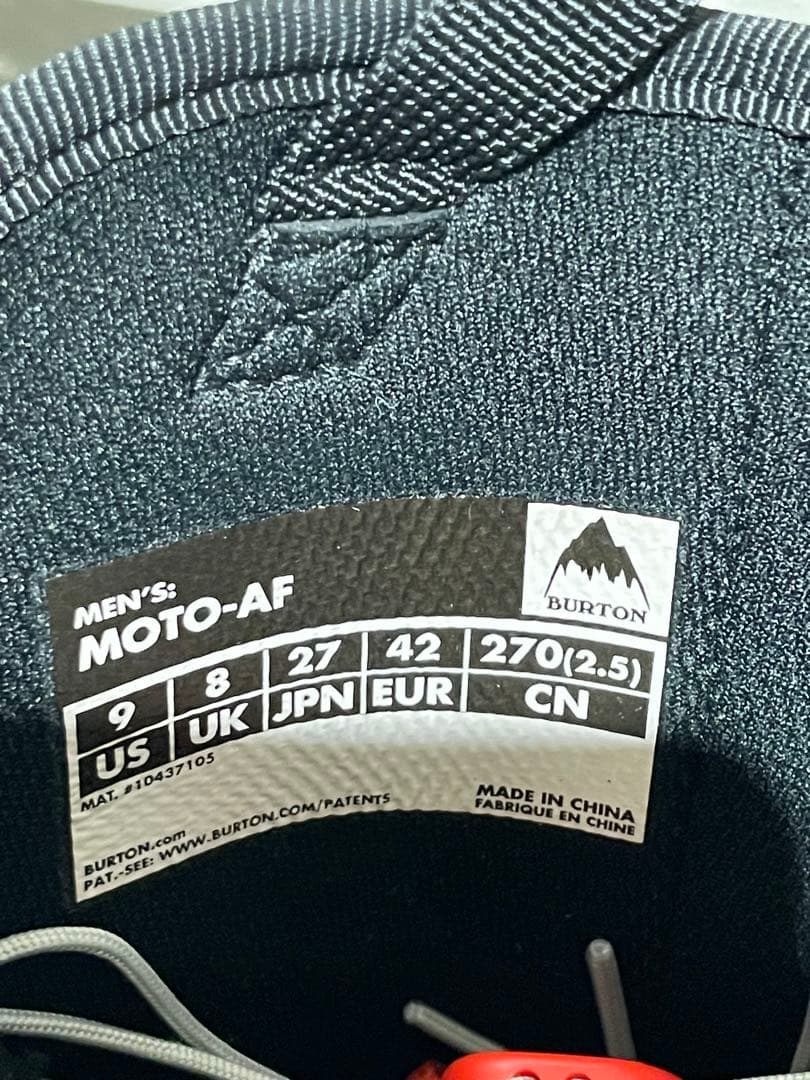 MEN'S:
MOTO-AF
BURTON
9 8 27 42 270(2.5)
US UK JPN EUR CN
MAT. #10437105
BURTON.com
PAT.-SEE: WWW.BURTON.COM/PATENTS
MADE IN CHINA
FABRIQUE EN CHINE